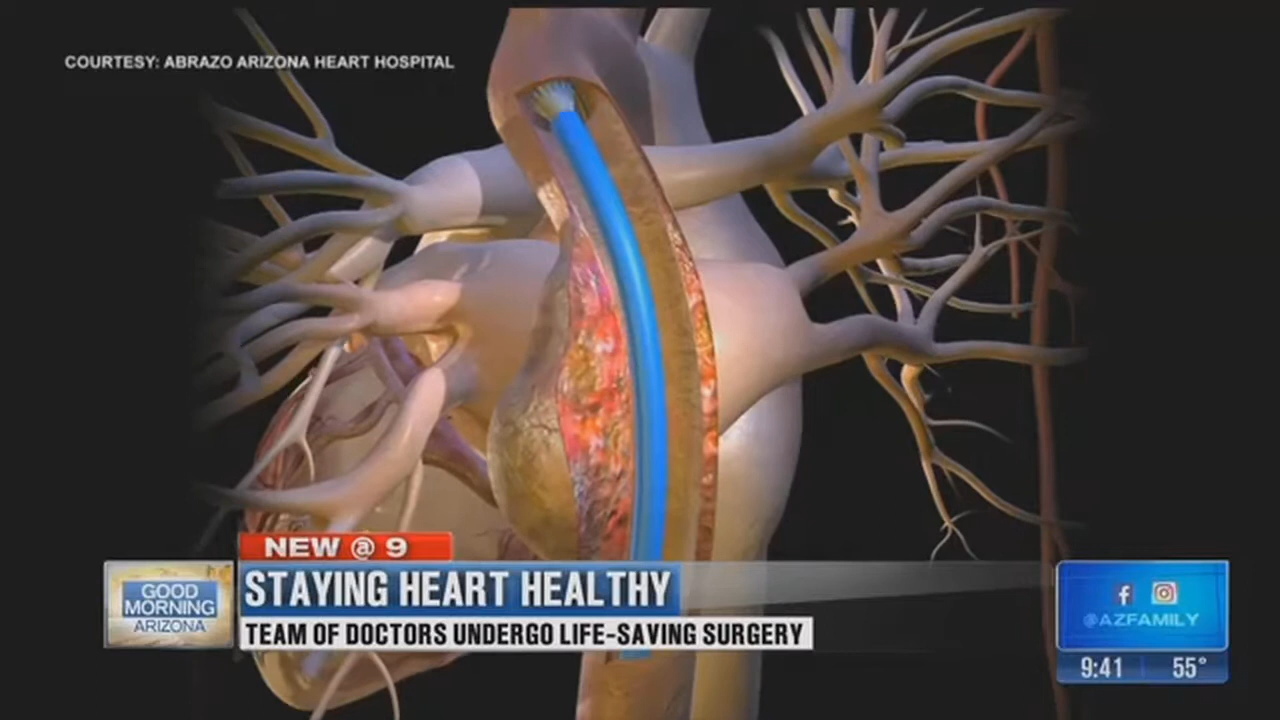 COURTESY: ABRAZO ARIZONA HEART HOSPITAL
NEW @ 9
GOOD
MORNING
ARIZONA
STAYING HEART HEALTHY
TEAM OF DOCTORS UNDERGO LIFE-SAVING SURGERY
@AZFAMILY
9:41 55°